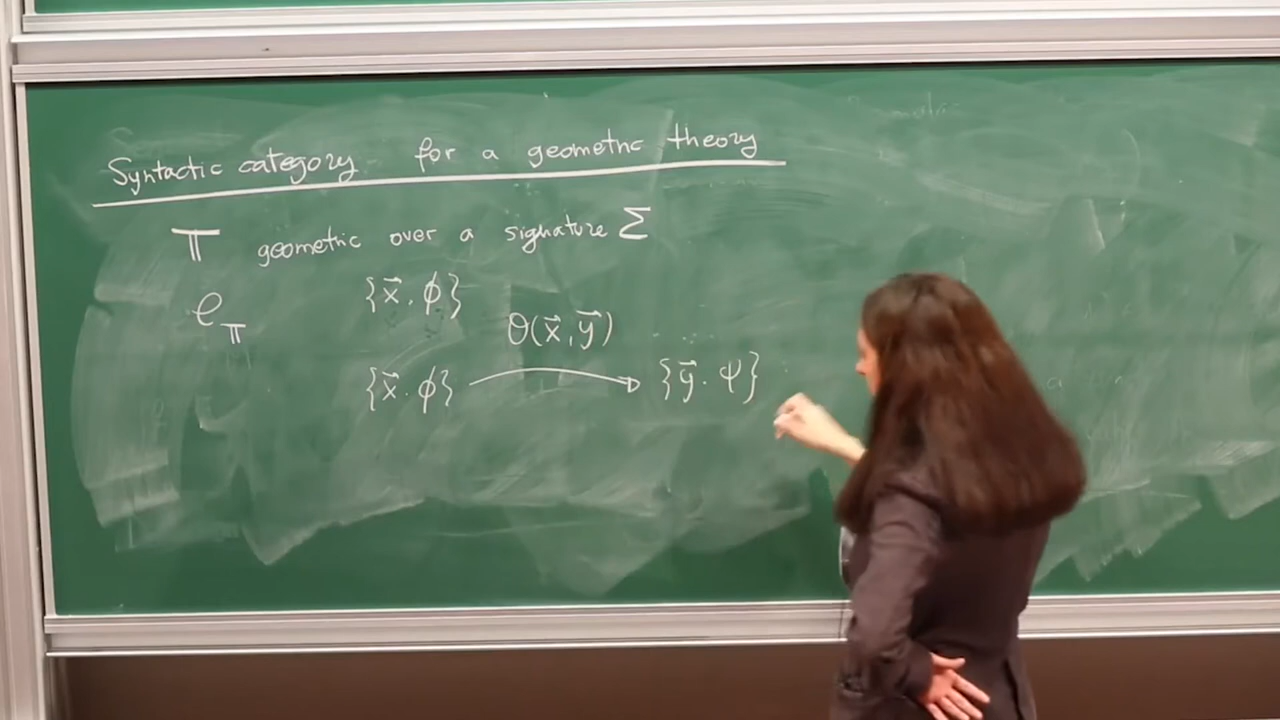 Syntactic category for a geometric theory
𝕋 geometric over a signature Σ
𝒞_𝕋 {x⃗. ϕ}
θ(x⃗, y⃗)
{x⃗. ϕ} → {y⃗. ψ}